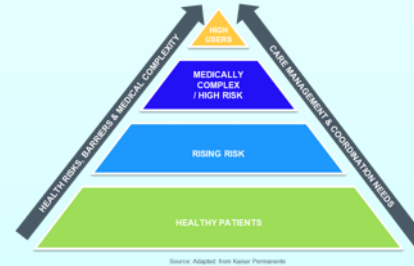 HIGH
USERS
MEDICALLY
COMPLEX
/ HIGH RISK
RISING RISK
HEALTHY PATIENTS
HEALTH RISKS, BARRIERS & MEDICAL COMPLEXITY
CARE MANAGEMENT & COORDINATION NEEDS
Source: Adapted from Kaiser Permanente